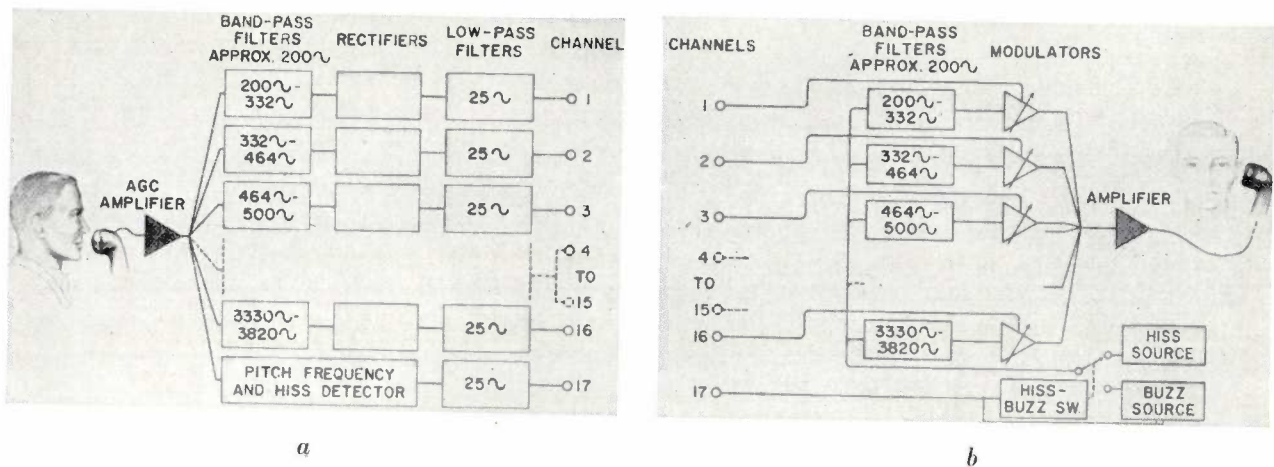 BAND-PASS
FILTERS
APPROX. 200~
RECTIFIERS
LOW-PASS
FILTERS
CHANNEL
200~-
332~
25~
1
332~-
464~
25~
2
AGC
AMPLIFIER
464~-
500~
25~
3
4
TO
15
3330~-
3820~
25~
16
PITCH FREQUENCY
AND HISS DETECTOR
25~
17
a
CHANNELS
BAND-PASS
FILTERS
APPROX. 200~
MODULATORS
1
200~-
332~
2
332~-
464~
3
464~-
500~
AMPLIFIER
4
TO
15
16
3330~-
3820~
HISS
SOURCE
17
HISS-
BUZZ SW.
BUZZ
SOURCE
b